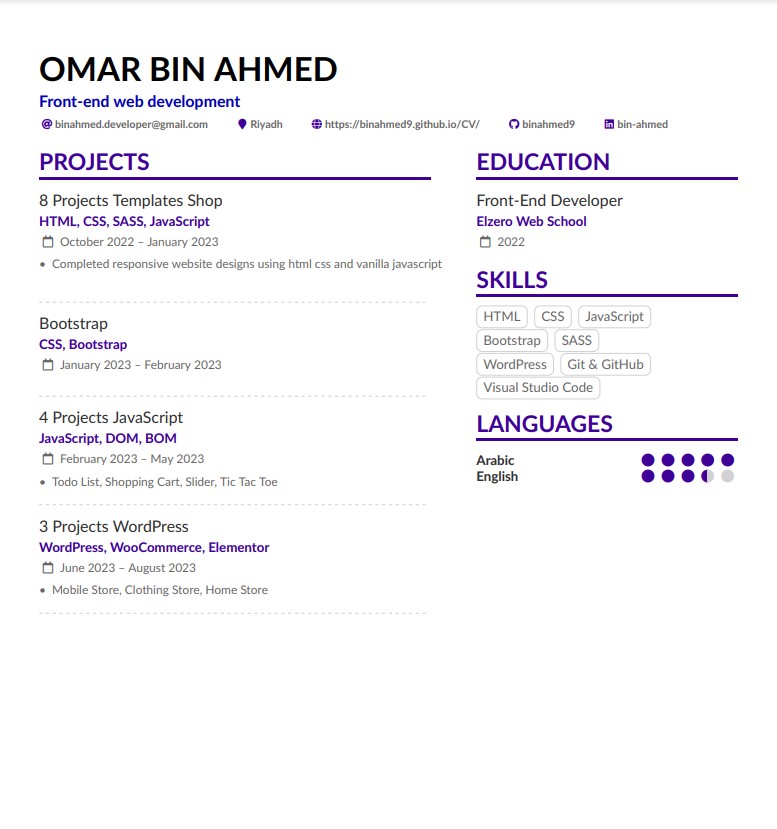 OMAR BIN AHMED
Front-end web development
binahmed.developer@gmail.com Riyadh https://binahmed9.github.io/CV/ binahmed9 bin-ahmed
PROJECTS
8 Projects Templates Shop
HTML, CSS, SASS, JavaScript
October 2022 – January 2023
• Completed responsive website designs using html css and vanilla javascript
Bootstrap
CSS, Bootstrap
January 2023 – February 2023
4 Projects JavaScript
JavaScript, DOM, BOM
February 2023 – May 2023
• Todo List, Shopping Cart, Slider, Tic Tac Toe
3 Projects WordPress
WordPress, WooCommerce, Elementor
June 2023 – August 2023
• Mobile Store, Clothing Store, Home Store
EDUCATION
Front-End Developer
Elzero Web School
2022
SKILLS
HTML CSS JavaScript
Bootstrap SASS
WordPress Git & GitHub
Visual Studio Code
LANGUAGES
Arabic
English